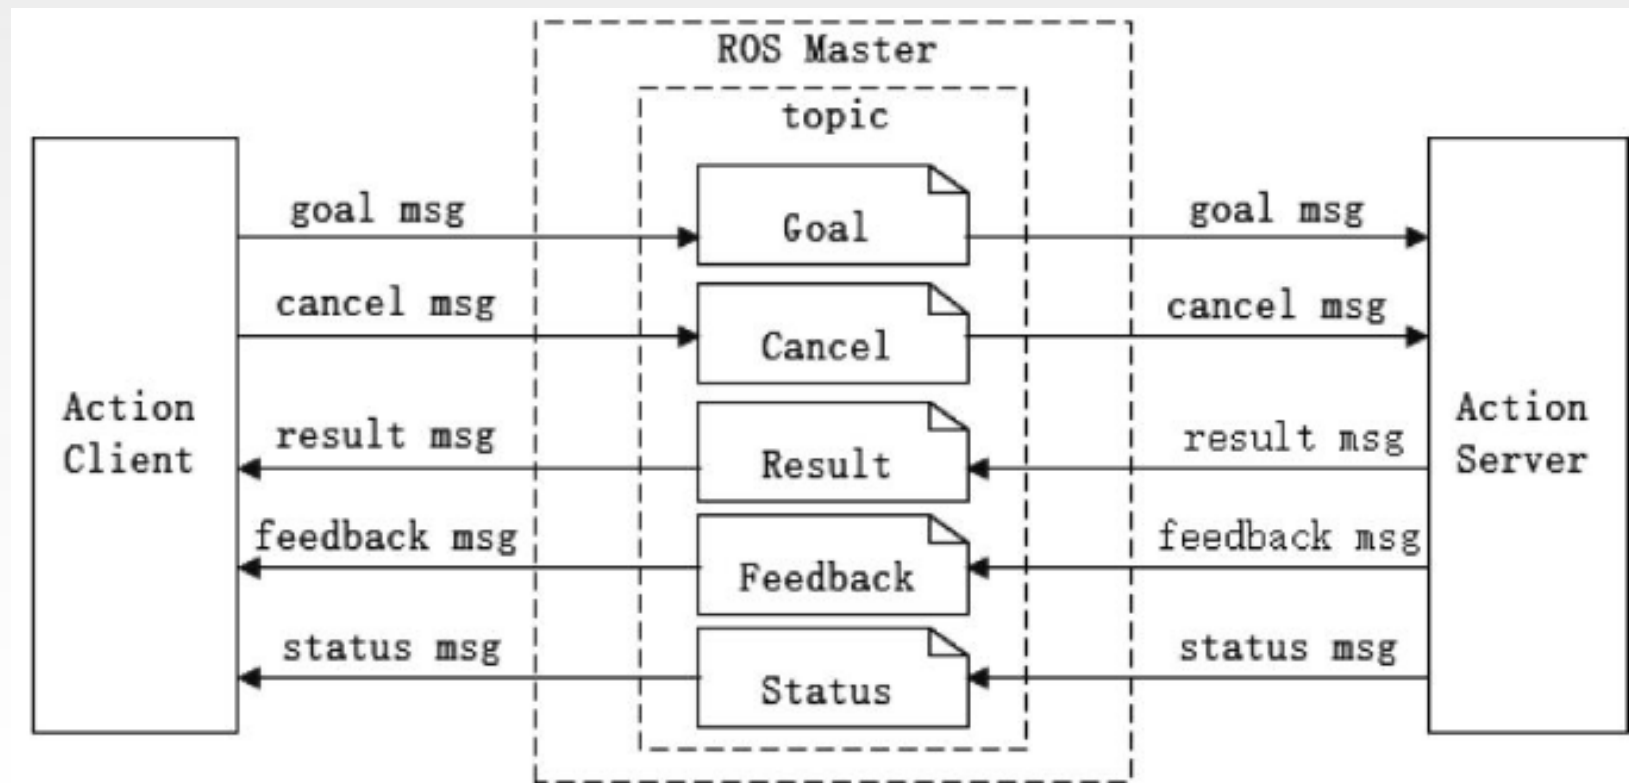 ROS Master
topic
goal msg
Goal
goal msg
cancel msg
Cancel
cancel msg
Action
Client
result msg
Result
result msg
Action
Server
feedback msg
Feedback
feedback msg
status msg
Status
status msg